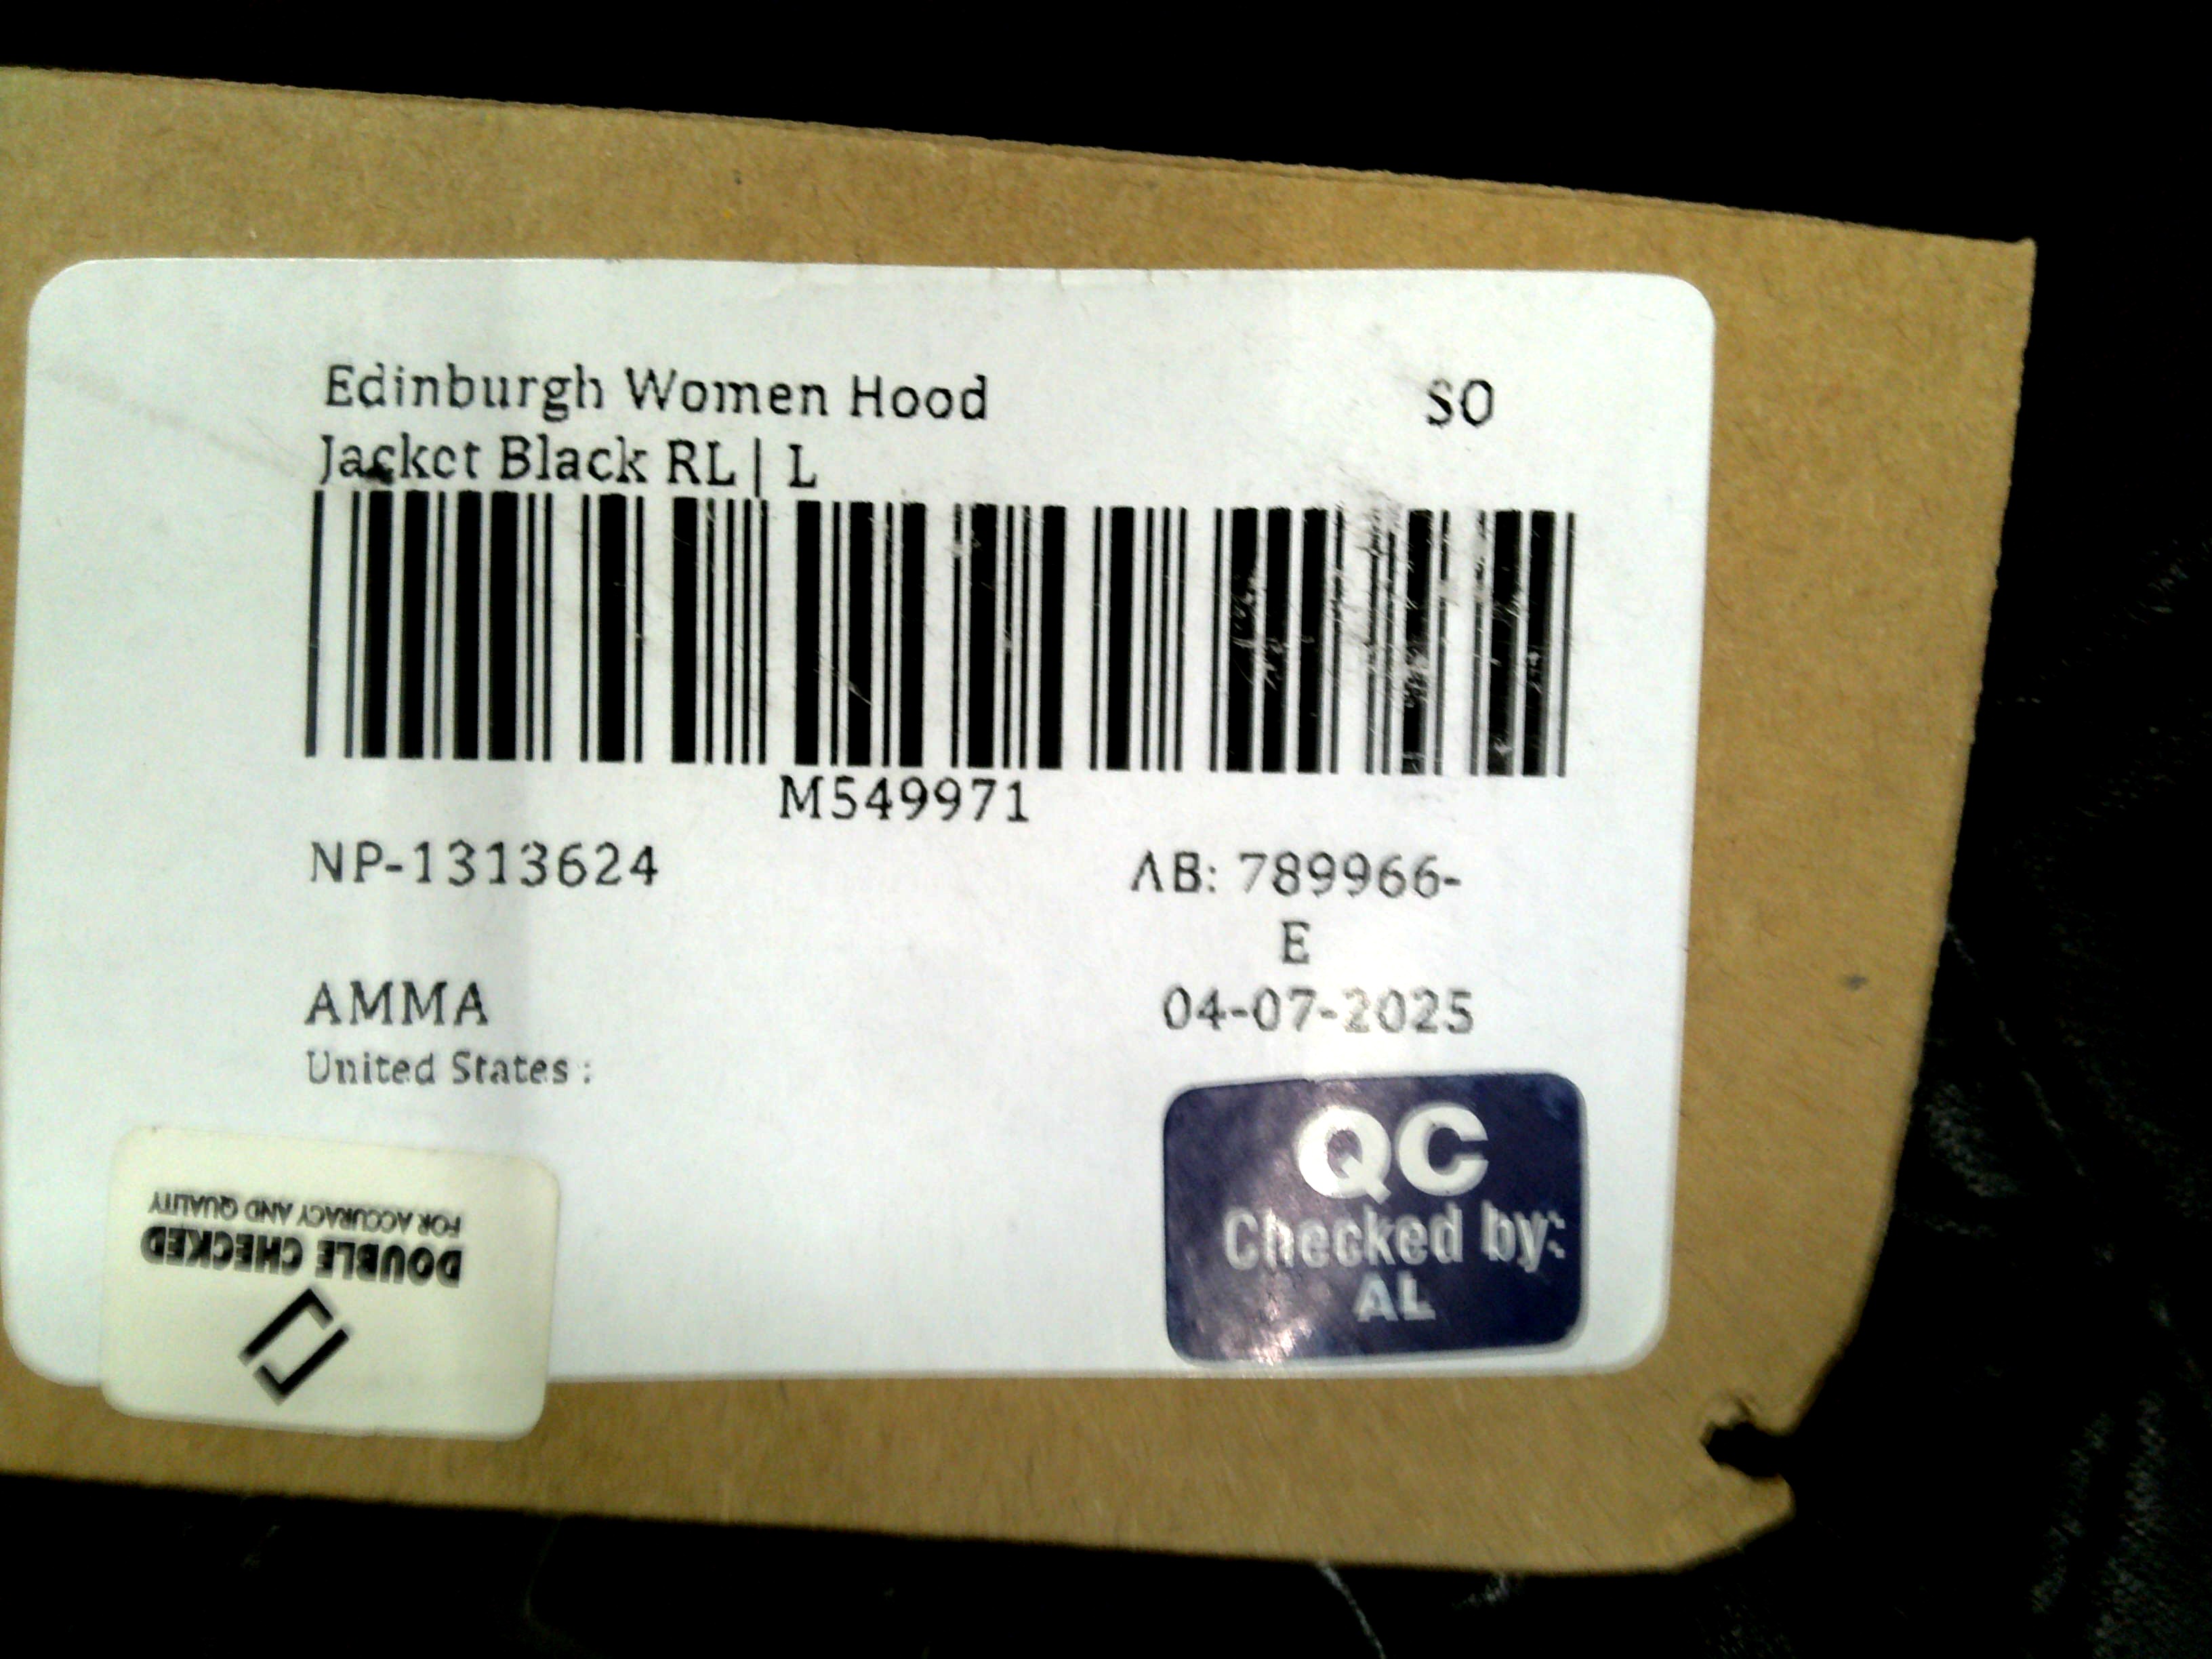 Edinburgh Women Hood
SO
Jacket Black RL | L
M549971
NP-1313624
AB: 789966-
E
AMMA
04-07-2025
United States :
QC
Checked by:
AL
DOUBLE CHECKED
FOR ACCURACY AND QUALITY